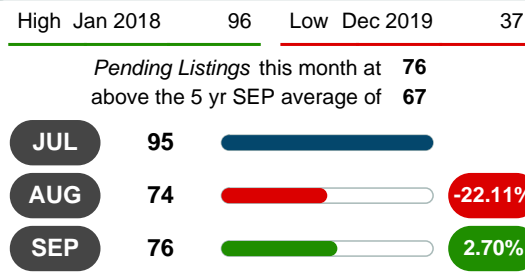 High Jan 2018 96 Low Dec 2019 37
Pending Listings this month at 76
above the 5 yr SEP average of 67
JUL 95
AUG 74 -22.11%
SEP 76 2.70%